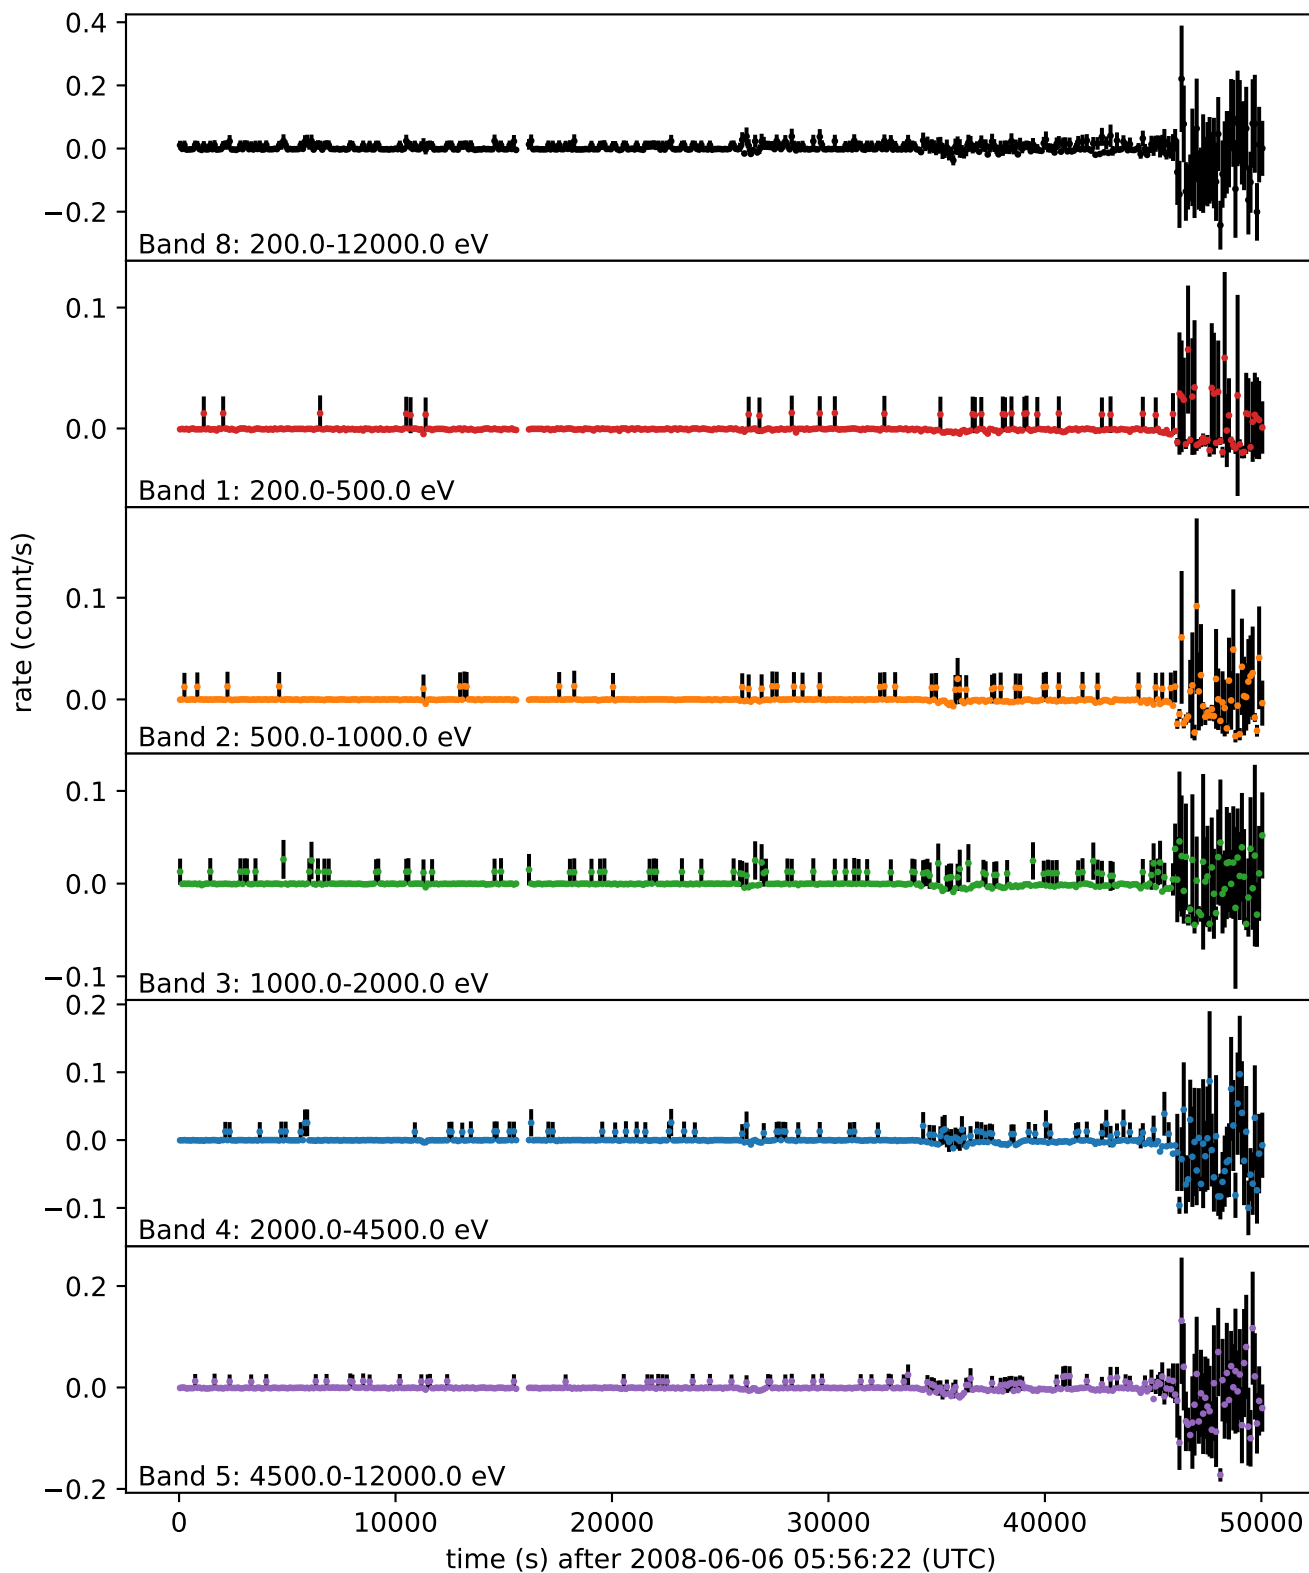 0.4
0.2
0.0
−0.2
Band 8: 200.0-12000.0 eV
0.1
0.0
Band 1: 200.0-500.0 eV
rate (count/s)
0.1
0.0
Band 2: 500.0-1000.0 eV
0.1
0.0
−0.1
Band 3: 1000.0-2000.0 eV
0.2
0.1
0.0
−0.1
Band 4: 2000.0-4500.0 eV
0.2
0.0
−0.2
Band 5: 4500.0-12000.0 eV
0 10000 20000 30000 40000 50000
time (s) after 2008-06-06 05:56:22 (UTC)